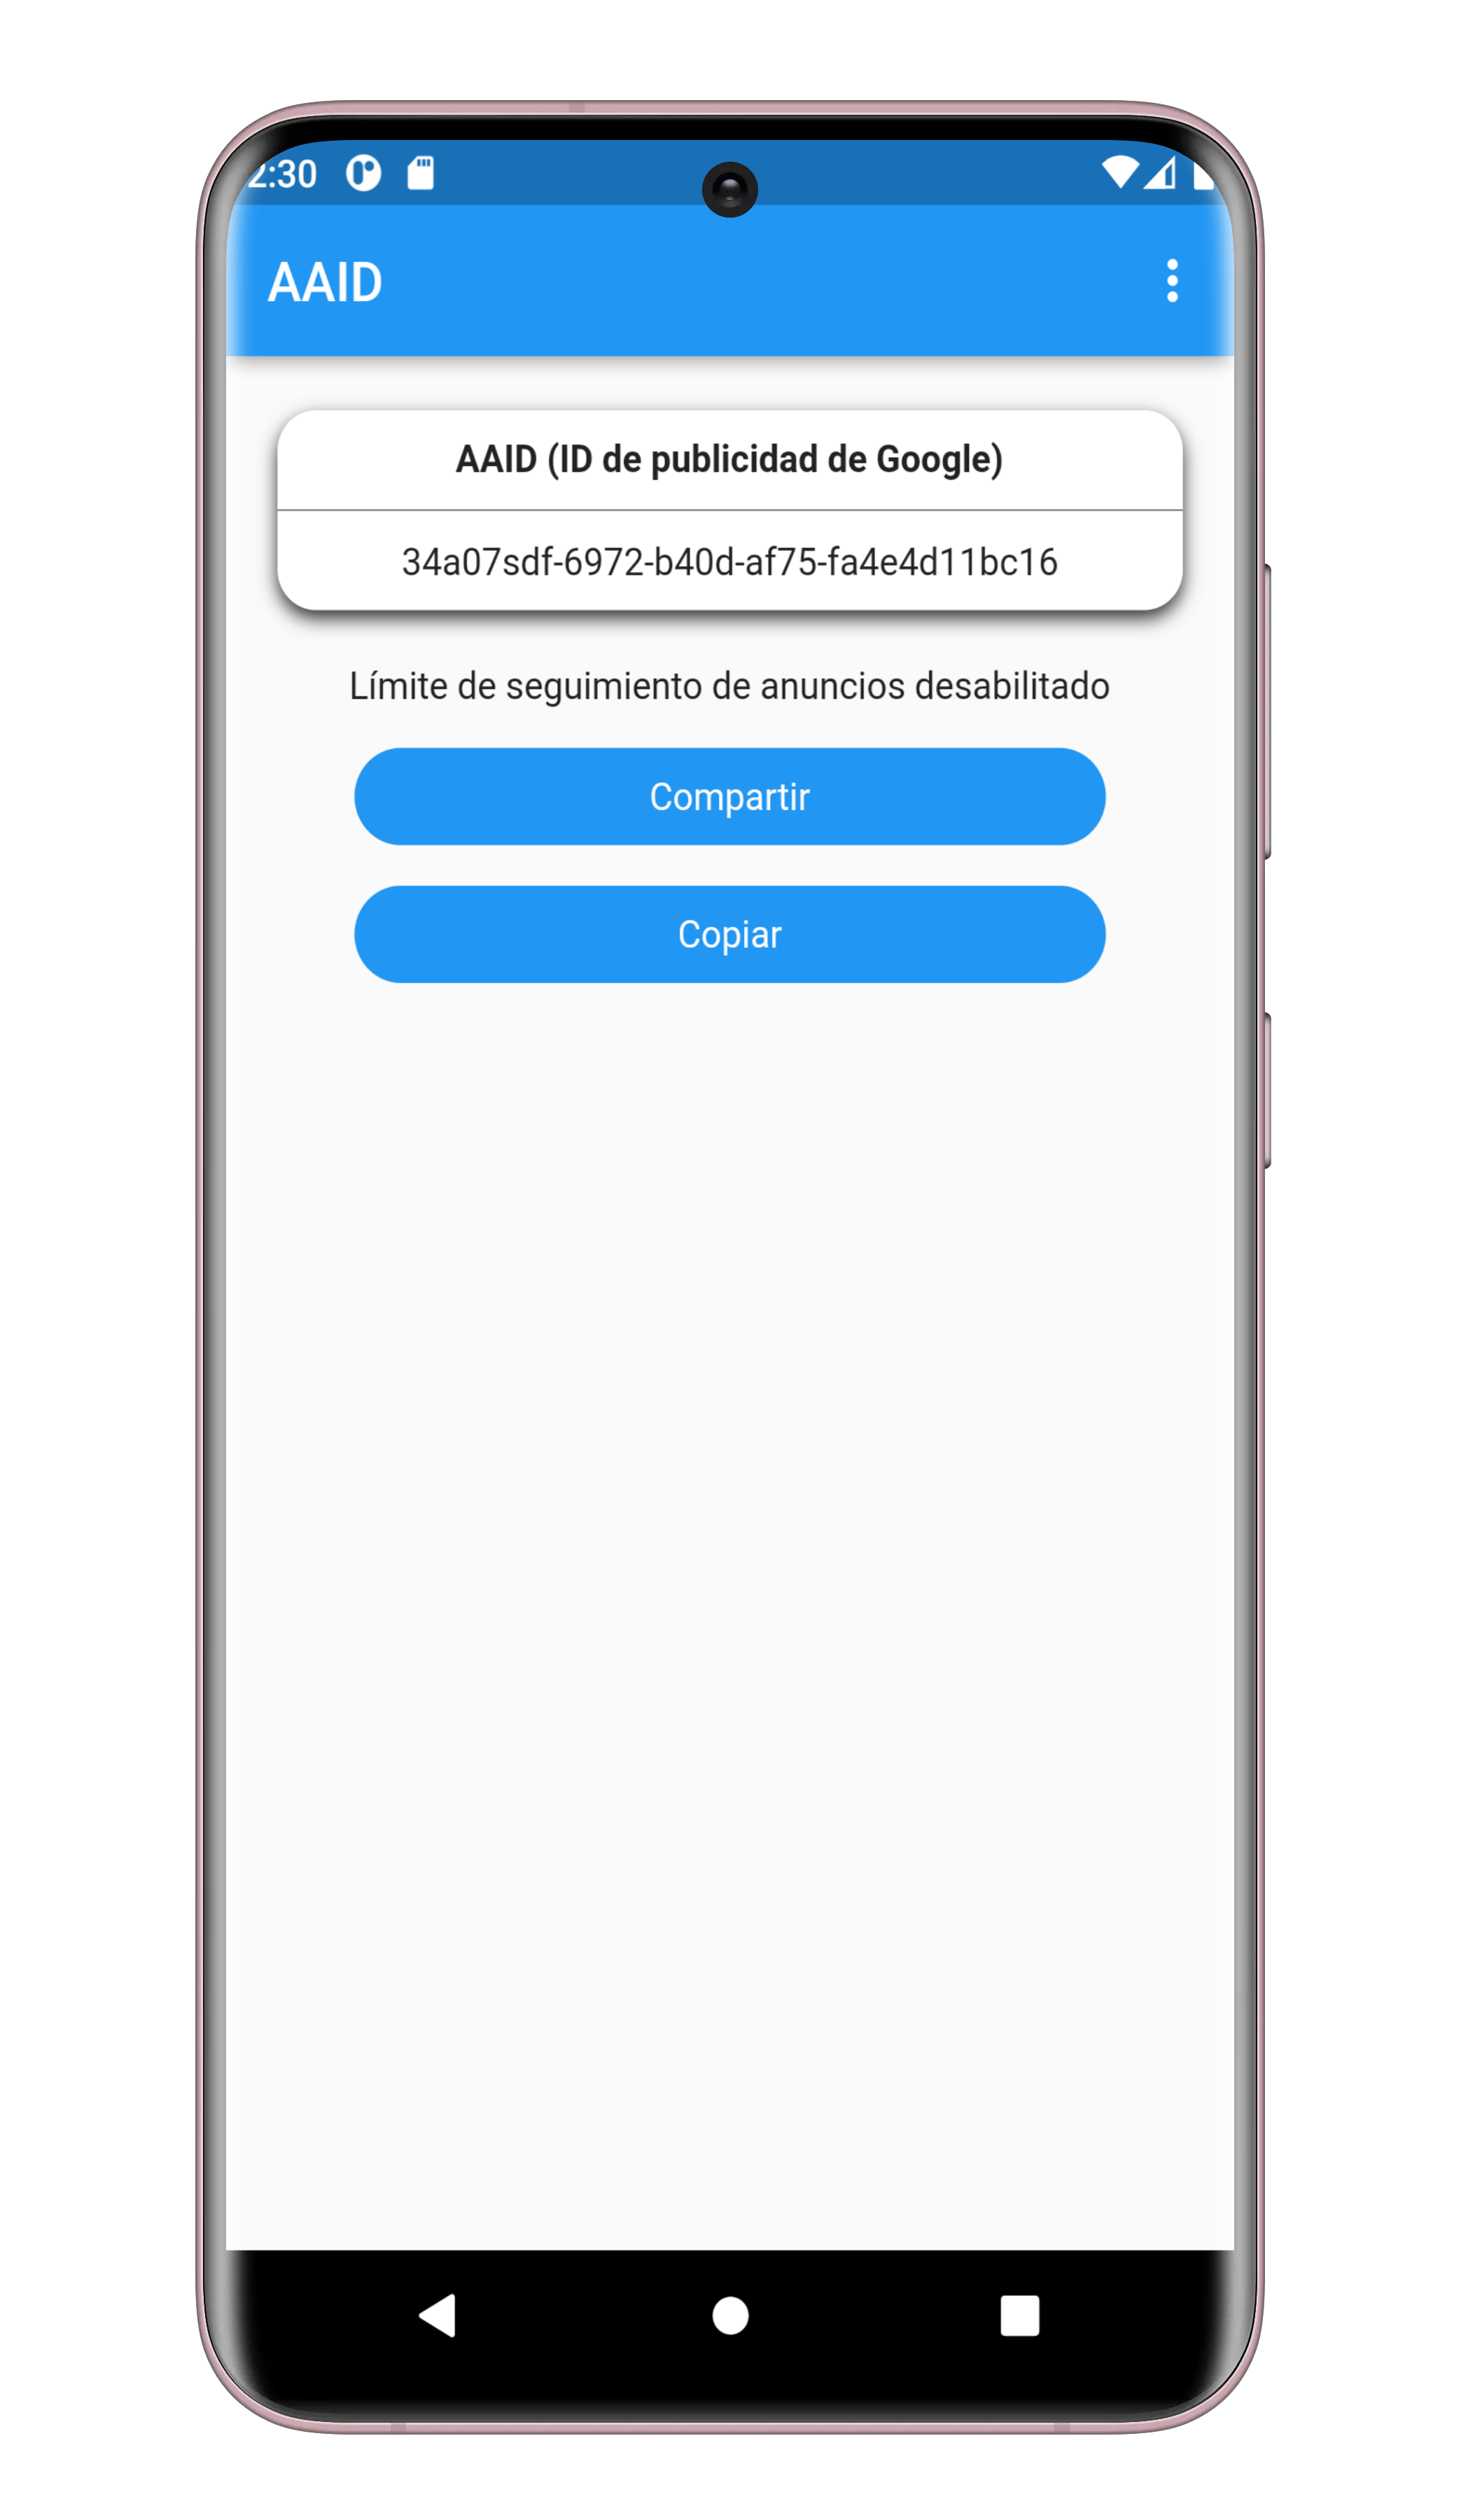 2:30
AAID
AAID (ID de publicidad de Google)
34a07sdf-6972-b40d-af75-fa4e4d11bc16
Límite de seguimiento de anuncios desabilitado
Compartir
Copiar